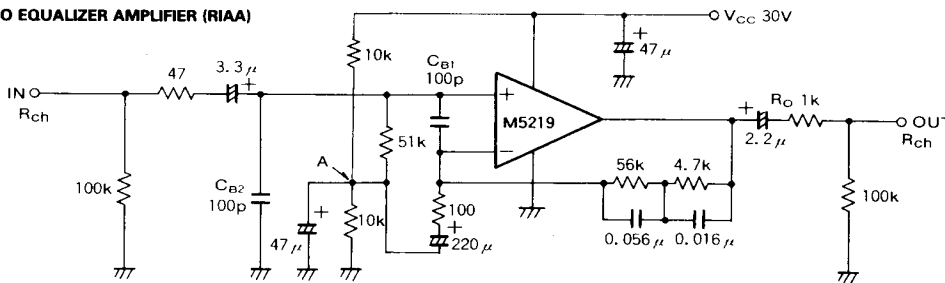 O EQUALIZER AMPLIFIER (RIAA)
VCC 30V
47μ
10k
CB1
100p
47
3.3μ
IN
Rch
M5219
RO 1k
OUT
Rch
2.2μ
51k
A
56k
4.7k
100k
CB2
100p
10k
100
100k
47μ
220μ
0.056μ
0.016μ